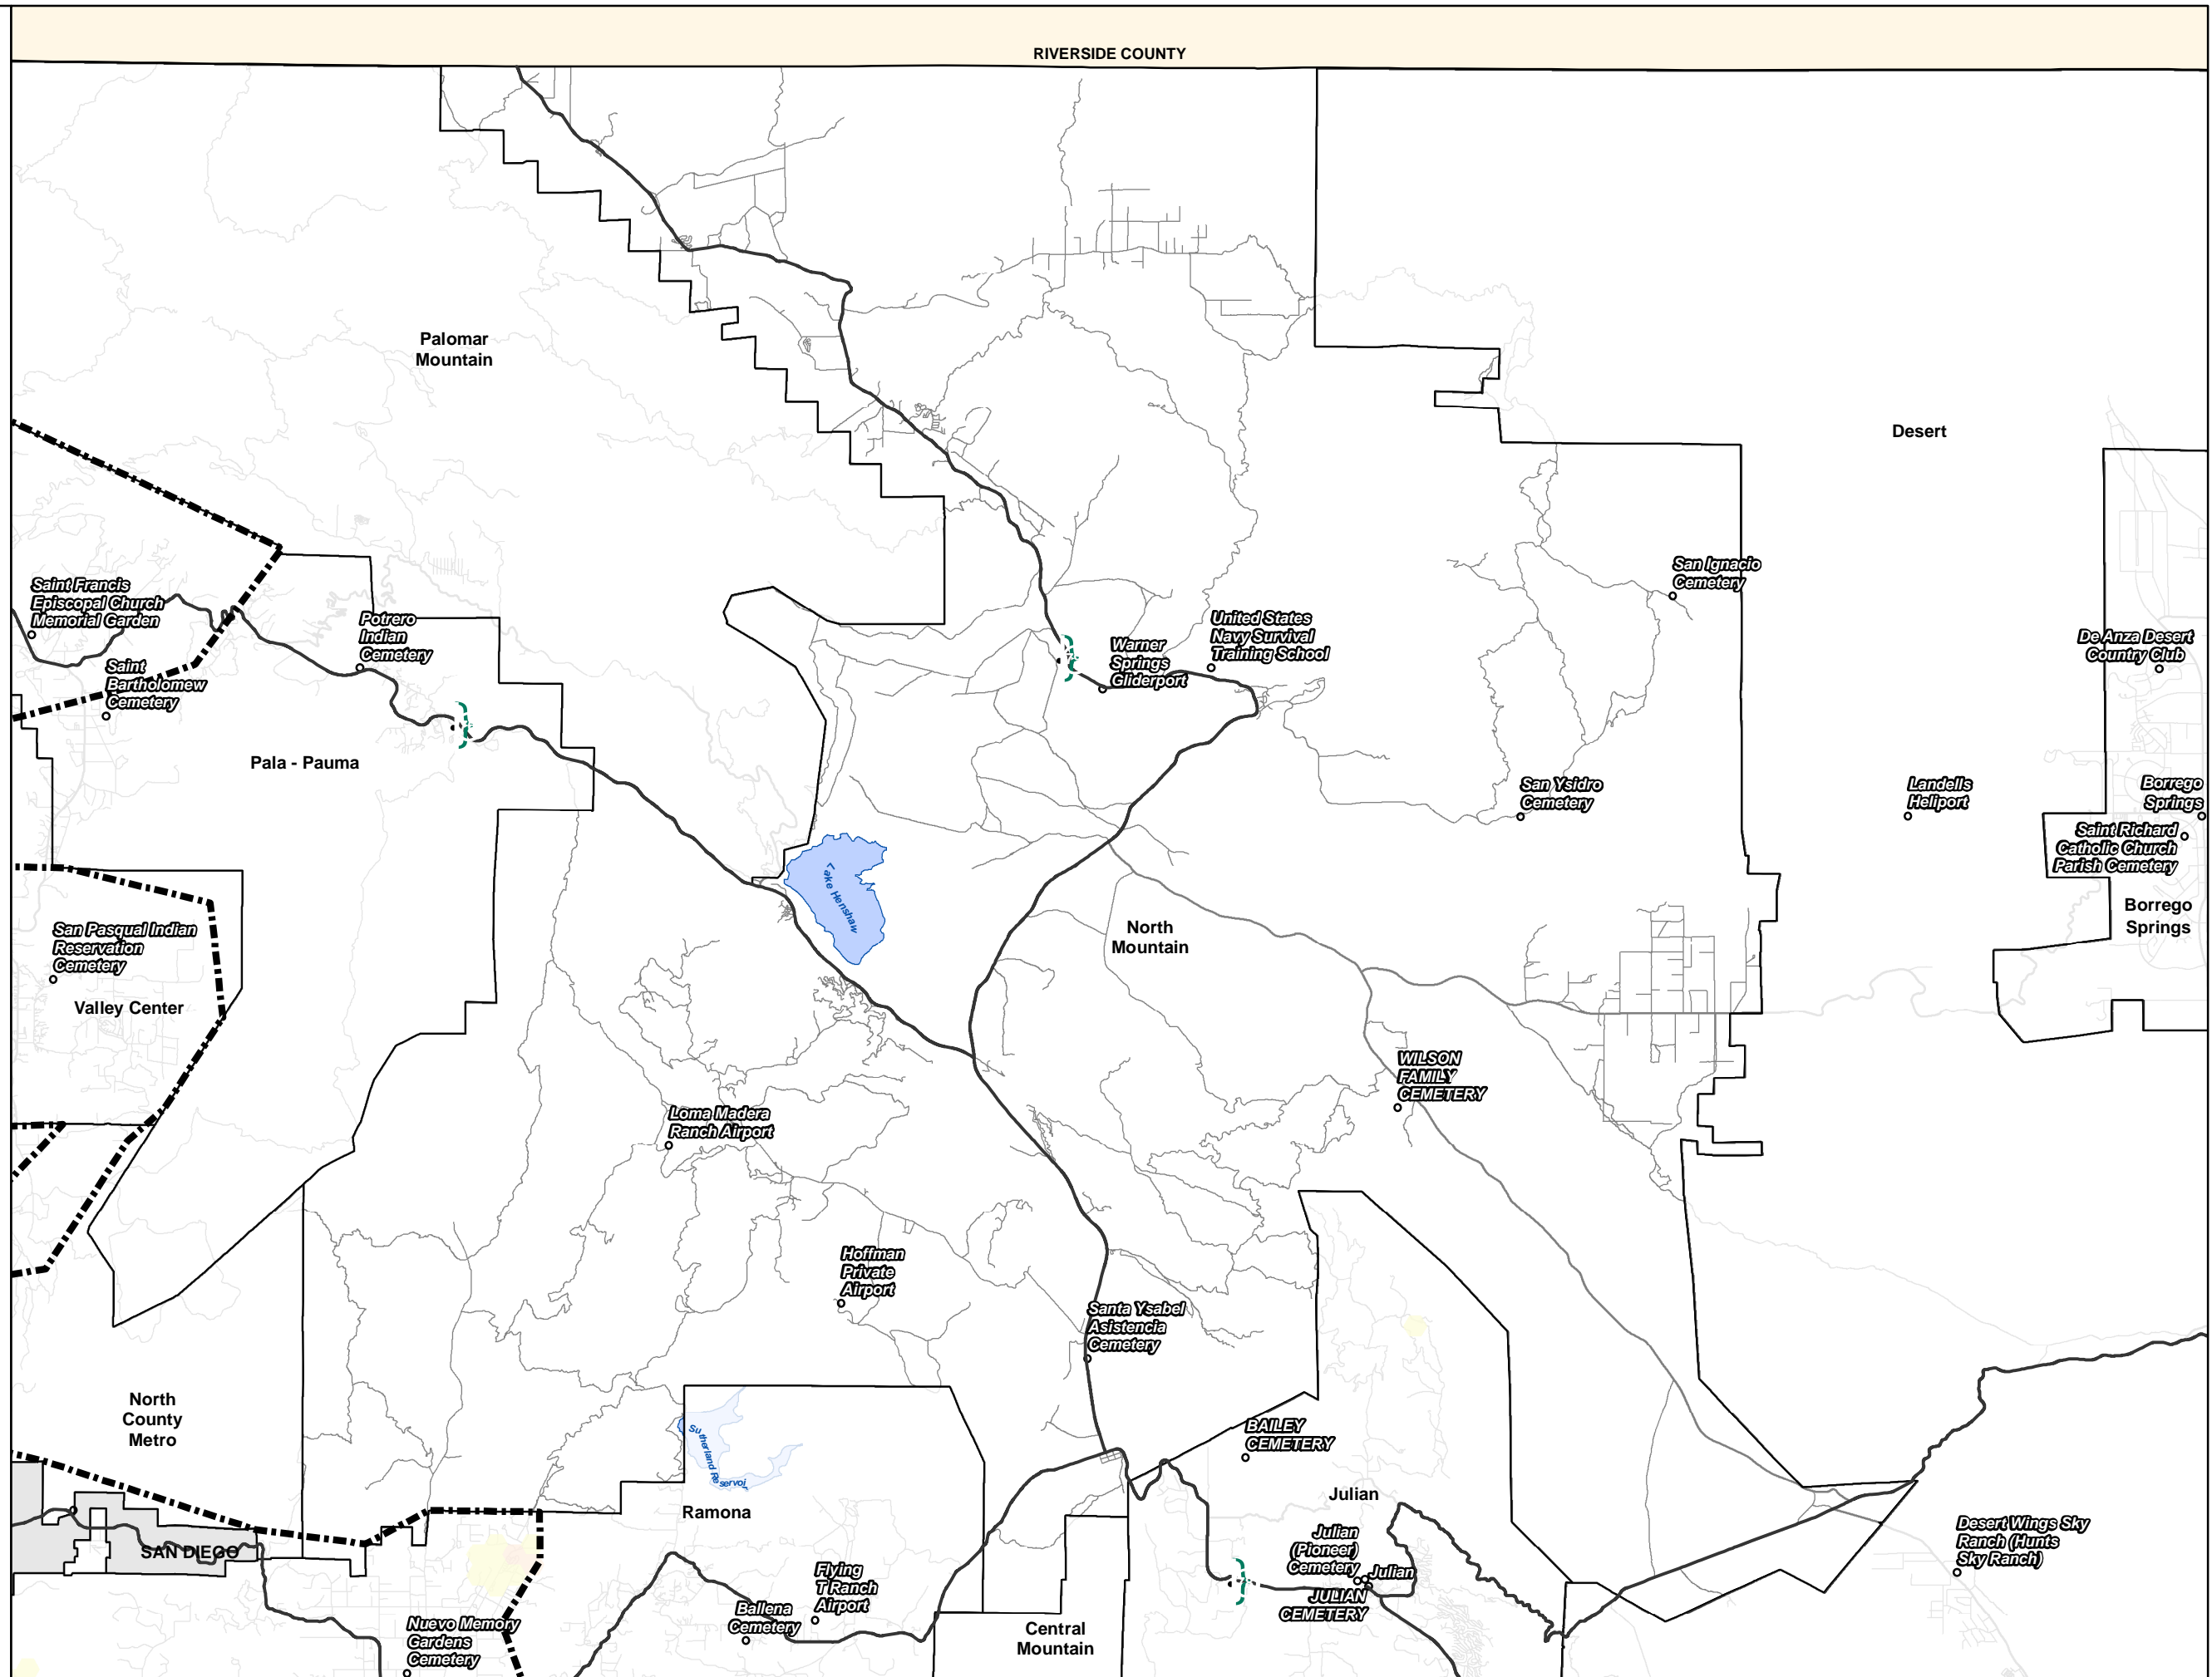 RIVERSIDE COUNTY
Palomar
Mountain
Desert
Saint Francis
Episcopal Church
Memorial Garden
Potrero
Indian
Cemetery
Saint
Bartholomew
Cemetery
Warner
Springs
Gliderport
United States
Navy Survival
Training School
San Ignacio
Cemetery
De Anza Desert
Country Club
Pala - Pauma
San Ysidro
Cemetery
Landells
Heliport
Borrego
Springs
Saint Richard
Catholic Church
Parish Cemetery
Lake Henshaw
Borrego
Springs
North
Mountain
San Pasqual Indian
Reservation
Cemetery
Valley Center
WILSON
FAMILY
CEMETERY
Loma Madera
Ranch Airport
Hoffman
Private
Airport
Santa Ysabel
Asistencia
Cemetery
North
County
Metro
BAILEY
CEMETERY
Sutherland Reservoi
Ramona
Julian
SAN DIEGO
Julian
(Pioneer)
Cemetery
Julian
JULIAN
CEMETERY
Desert Wings Sky
Ranch (Hunts
Sky Ranch)
Flying
T Ranch
Airport
Ballena
Cemetery
Nuevo Memory
Gardens
Cemetery
Central
Mountain